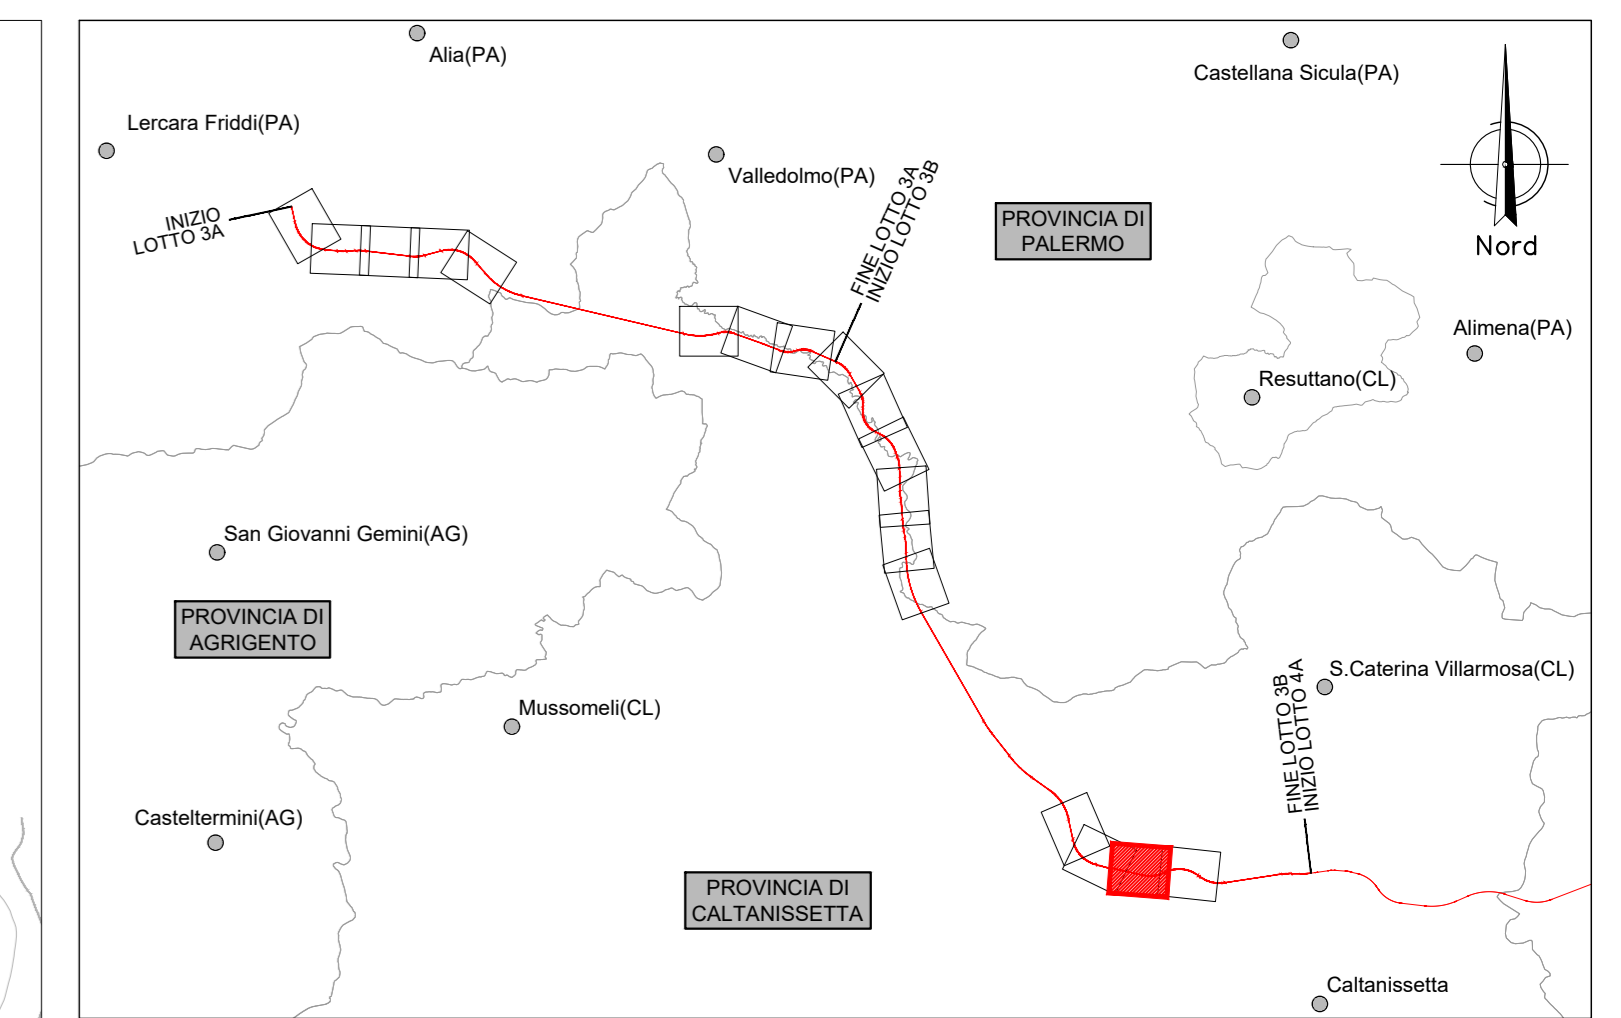 Alia(PA)
Castellana Sicula(PA)
Lercara Friddi(PA)
Valledolmo(PA)
INIZIO
LOTTO 3A
FINE LOTTO 3A
INIZIO LOTTO 3B
PROVINCIA DI
PALERMO
Nord
Alimena(PA)
Resuttano(CL)
San Giovanni Gemini(AG)
PROVINCIA DI
AGRIGENTO
S.Caterina Villarmosa(CL)
Mussomeli(CL)
FINE LOTTO 3B
INIZIO LOTTO 4A
Casteltermini(AG)
PROVINCIA DI
CALTANISSETTA
Caltanissetta